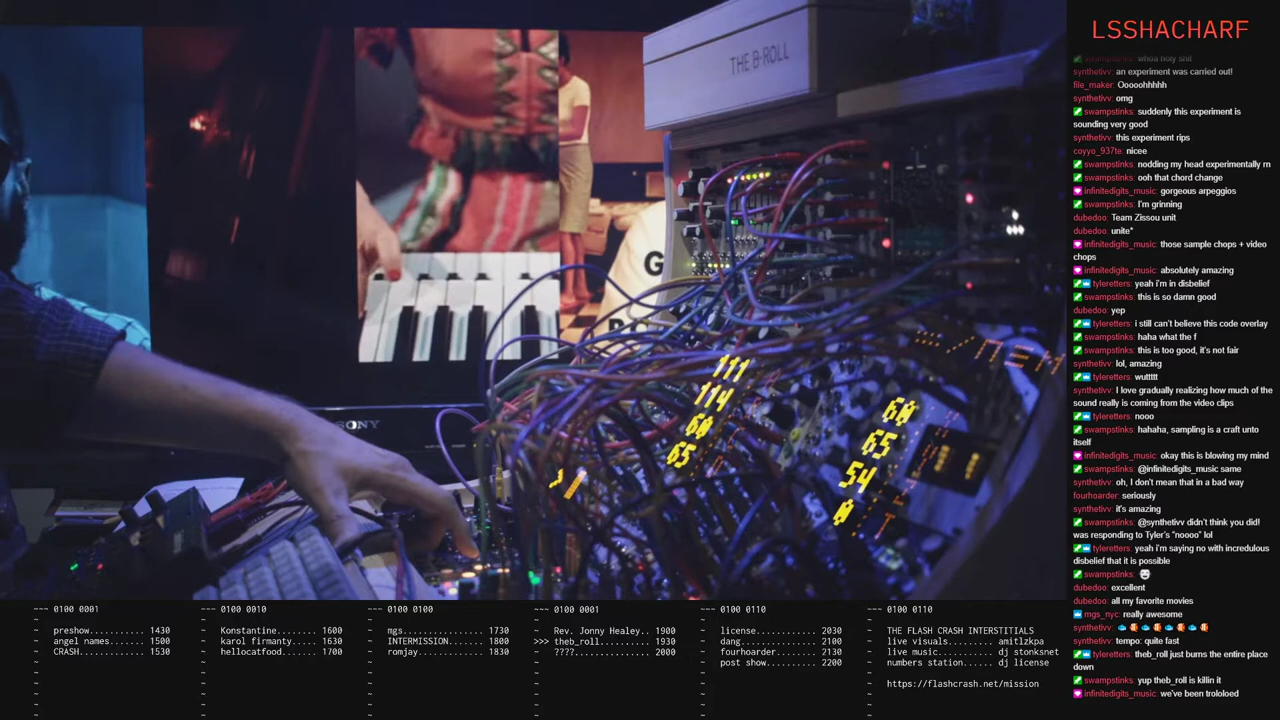 THE B-ROLL
G
SONY
111
114
60
65
60
65
54
0
LSSHACHARF
swampstinks: whoa holy shit
synthetivv: an experiment was carried out!
file_maker: Ooooohhhhh
synthetivv: omg
swampstinks: suddenly this experiment is
sounding very good
synthetivv: this experiment rips
coyyo_937te: nicee
swampstinks: nodding my head experimentally rn
swampstinks: ooh that chord change
infinitedigits_music: gorgeous arpeggios
swampstinks: I'm grinning
dubedoo: Team Zissou unit
dubedoo: unite*
infinitedigits_music: those sample chops + video
chops
infinitedigits_music: absolutely amazing
tyleretters: yeah i'm in disbelief
swampstinks: this is so damn good
dubedoo: yep
tyleretters: i still can't believe this code overlay
swampstinks: haha what the f
swampstinks: this is too good, it's not fair
synthetivv: lol, amazing
tyleretters: wuttttt
synthetivv: I love gradually realizing how much of the
sound really is coming from the video clips
tyleretters: nooo
swampstinks: hahaha, sampling is a craft unto
itself
infinitedigits_music: okay this is blowing my mind
swampstinks: @infinitedigits_music same
synthetivv: oh, I don't mean that in a bad way
fourhoarder: seriously
synthetivv: it's amazing
swampstinks: @synthetivv didn't think you did!
was responding to Tyler's "noooo" lol
tyleretters: yeah i'm saying no with incredulous
disbelief that it is possible
swampstinks:
dubedoo: excellent
dubedoo: all my favorite movies
mgs_nyc: really awesome
synthetivv: 🐟 🐠 🐟 🐠 🐟 🐠 🐟 🐠
synthetivv: tempo: quite fast
tyleretters: theb_roll just burns the entire place
down
swampstinks: yup theb_roll is killin it
infinitedigits_music: we've been trololoed
~~~ 0100 0001
preshow.......... 1430
angel names...... 1500
CRASH............ 1530
~~~ 0100 0010
Konstantine...... 1600
karol firmanty... 1630
hellocatfood..... 1700
~~~ 0100 0100
mgs.............. 1730
INTERMISSION..... 1800
romjay........... 1830
~~~ 0100 0001
Rev. Jonny Healey.. 1900
>>> theb_roll.......... 1930
????............... 2000
~~~ 0100 0110
license.......... 2030
dang............. 2100
fourhoarder...... 2130
post show........ 2200
~~~ 0100 0110
THE FLASH CRASH INTERSTITIALS
live visuals..... amitlzkpa
live music....... dj stonksnet
numbers station...... dj license
https://flashcrash.net/mission